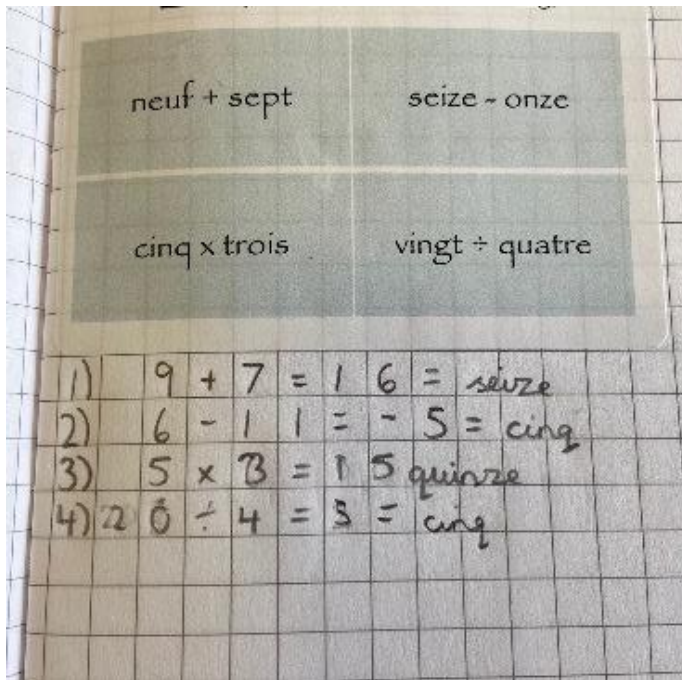 neuf + sept
seize - onze
cinq x trois
vingt ÷ quatre
1) 9 + 7 = 16 = seize
2) 6 - 11 = - 5 = cinq
3) 5 x 3 = 15 quinze
4) 20 ÷ 4 = 5 = cinq